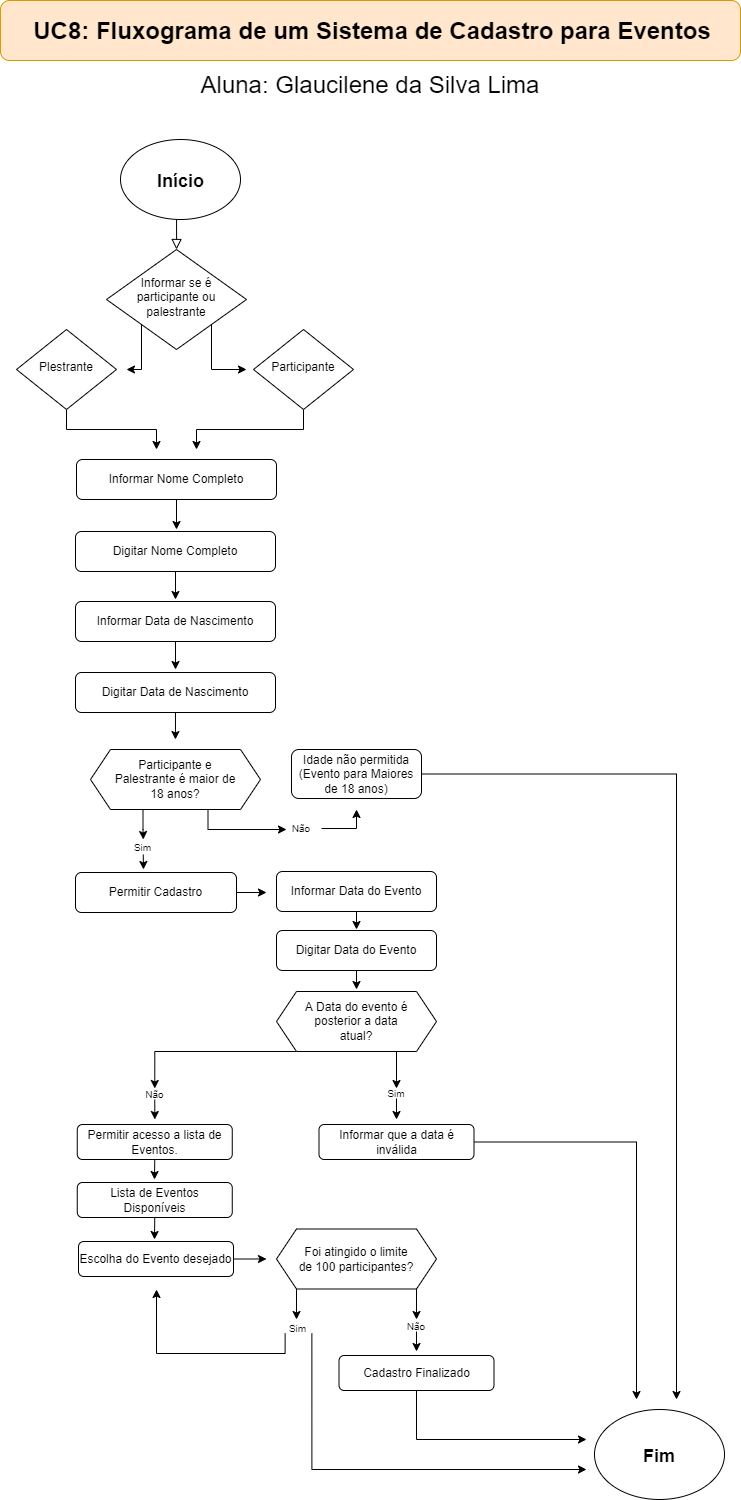 UC8: Fluxograma de um Sistema de Cadastro para Eventos
Aluna: Glaucilene da Silva Lima
Início
Informar se é
participante ou
palestrante
Plestrante
Participante
Informar Nome Completo
Digitar Nome Completo
Informar Data de Nascimento
Digitar Data de Nascimento
Participante e
Palestrante é maior de
18 anos?
Idade não permitida
(Evento para Maiores
de 18 anos)
Não
Sim
Permitir Cadastro
Informar Data do Evento
Digitar Data do Evento
A Data do evento é
posterior a data
atual?
Não
Sim
Permitir acesso a lista de
Eventos.
Informar que a data é
inválida
Lista de Eventos
Disponíveis
Escolha do Evento desejado
Foi atingido o limite
de 100 participantes?
Sim
Não
Cadastro Finalizado
Fim